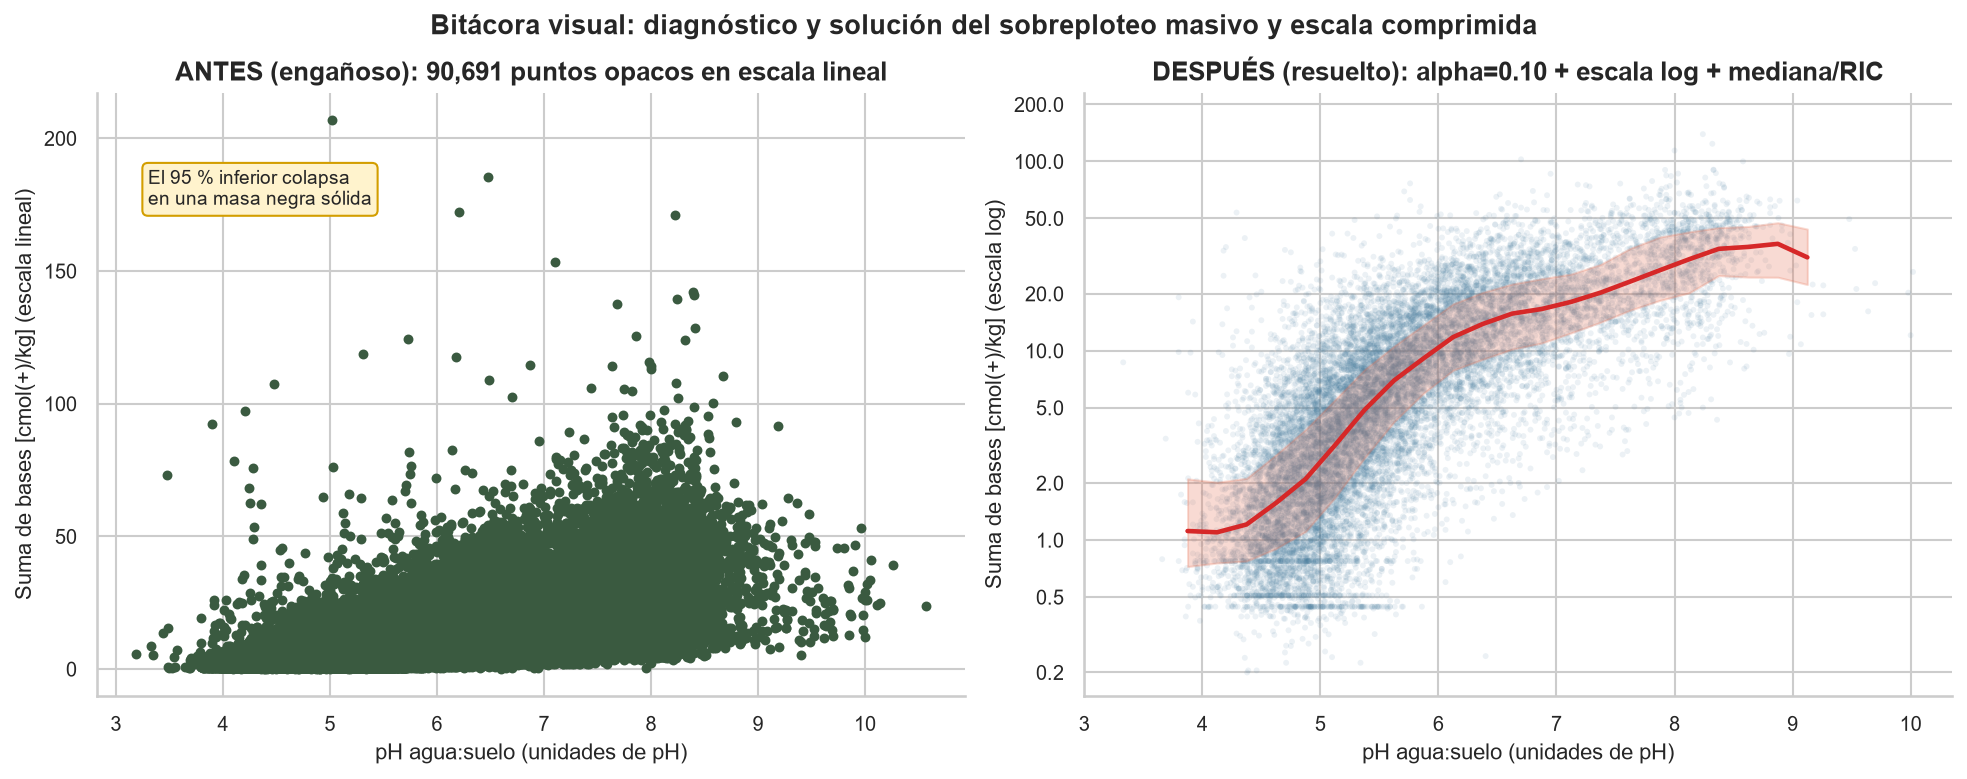 Bitácora visual: diagnóstico y solución del sobreploteo masivo y escala comprimida
ANTES (engañoso): 90,691 puntos opacos en escala lineal
Suma de bases [cmol(+)/kg] (escala lineal)
200
150
100
50
0
El 95 % inferior colapsa
en una masa negra sólida
3 4 5 6 7 8 9 10
pH agua:suelo (unidades de pH)
DESPUÉS (resuelto): alpha=0.10 + escala log + mediana/RIC
Suma de bases [cmol(+)/kg] (escala log)
200.0
100.0
50.0
20.0
10.0
5.0
2.0
1.0
0.5
0.2
3 4 5 6 7 8 9 10
pH agua:suelo (unidades de pH)